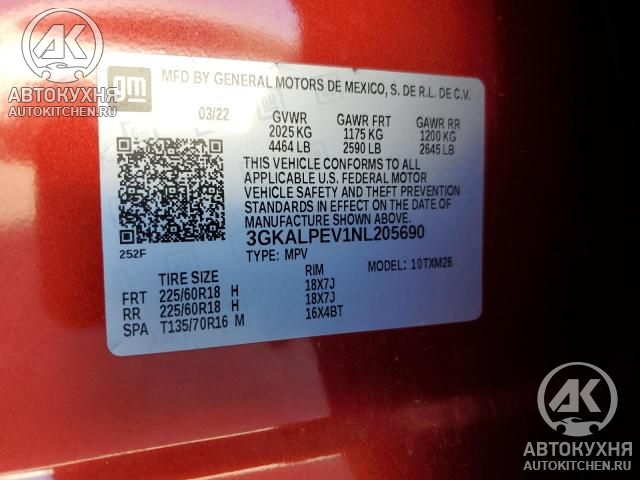 AK
АВТОКУХНЯ
AUTOKITCHEN.RU
gm
MFD BY GENERAL MOTORS DE MEXICO, S. DE R.L. DE C.V.
03/22 GVWR GAWR FRT GAWR RR
2025 KG 1175 KG 1200 KG
4464 LB 2590 LB 2645 LB
THIS VEHICLE CONFORMS TO ALL
APPLICABLE U.S. FEDERAL MOTOR
VEHICLE SAFETY AND THEFT PREVENTION
STANDARDS IN EFFECT ON THE DATE OF
MANUFACTURE SHOWN ABOVE.
3GKALPEV1NL205690
252F TYPE: MPV MODEL: 10TXM26
TIRE SIZE RIM
FRT 225/60R18 H 18X7J
RR 225/60R18 H 18X7J
SPA T135/70R16 M 16X4BT
AK
АВТОКУХНЯ
AUTOKITCHEN.RU